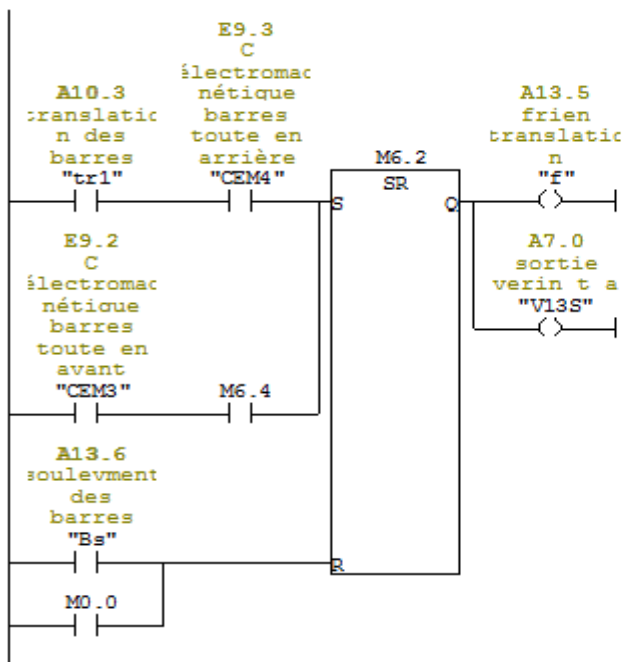 E9.3
C
électromac
A10.3 nétique A13.5
translatio barres frien
n des toute en translatio
barres arrière M6.2 n
"tr1" "CEM4" SR "f"
S Q
E9.2 A7.0
C sortie
électromac verin t a
nétique "V13S"
barres
toute en
avant
"CEM3" M6.4
A13.6
soulevment
des
barres
"Bs"
R
M0.0